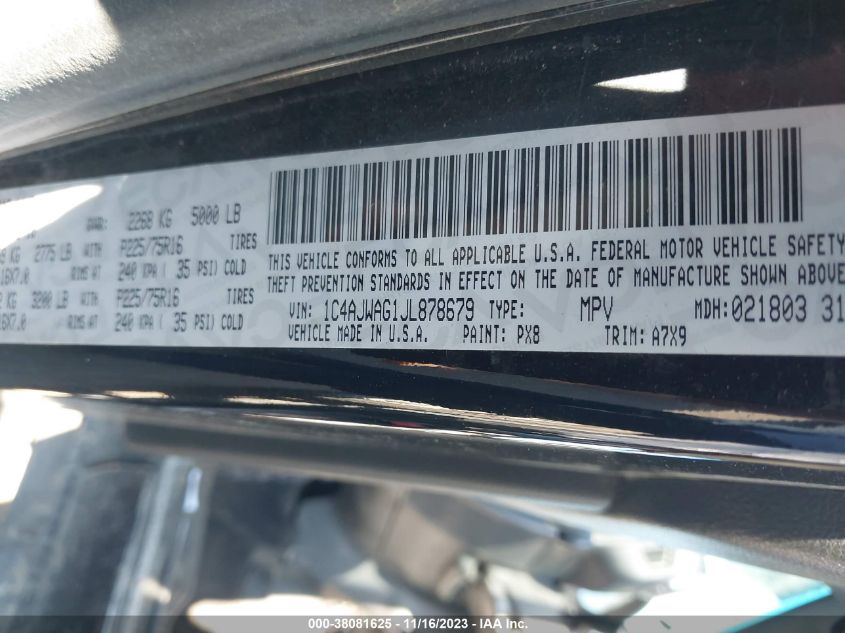 GVWR: 2268 KG 5000 LB
KG 2775 LB WITH P225/75R16 TIRES
16X7.0 RIMS AT 240 KPA ( 35 PSI) COLD
KG 3200 LB WITH P225/75R16 TIRES
16X7.0 RIMS AT 240 KPA ( 35 PSI) COLD
THIS VEHICLE CONFORMS TO ALL APPLICABLE U.S.A. FEDERAL MOTOR VEHICLE SAFETY
THEFT PREVENTION STANDARDS IN EFFECT ON THE DATE OF MANUFACTURE SHOWN ABOVE
VIN: 1C4AJWAG1JL878679 TYPE: MPV MDH:021803 31
VEHICLE MADE IN U.S.A. PAINT: PX8 TRIM: A7X9
000-38081625 - 11/16/2023 - IAA Inc.